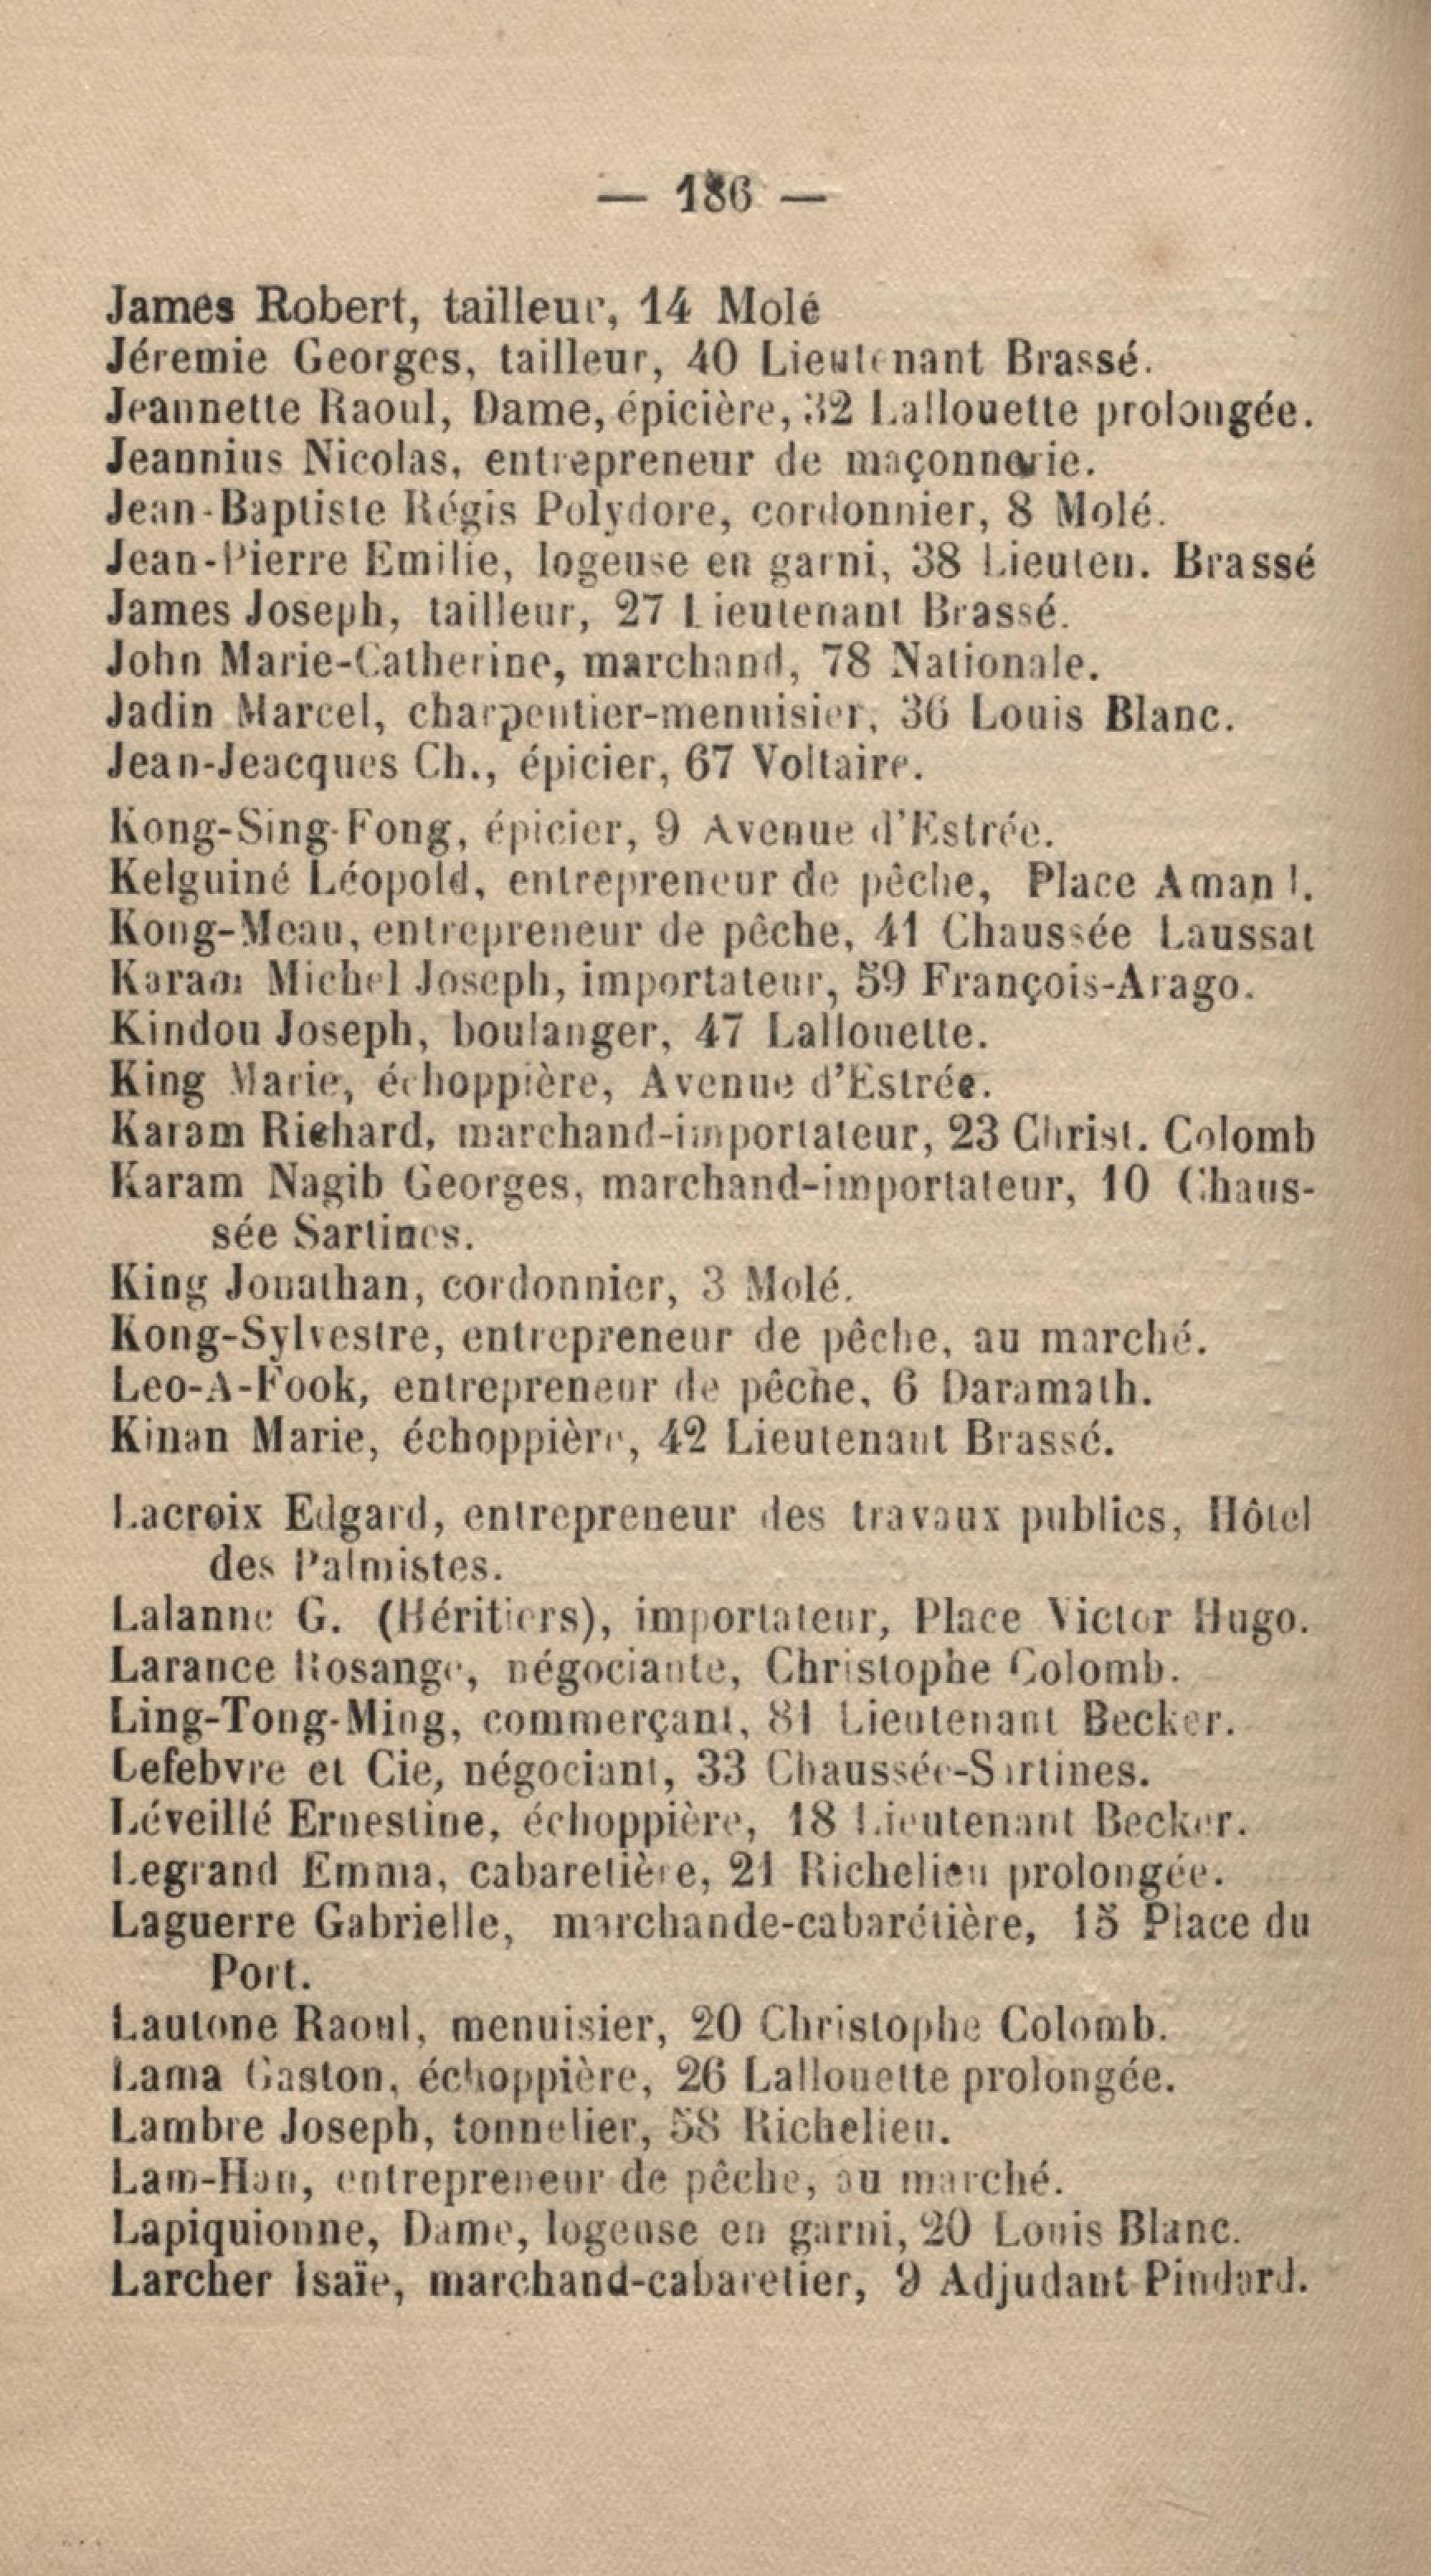 — 186 —
James Robert, tailleur, 14 Molé
Jéremie Georges, tailleur, 40 Lieutenant Brassé.
Jeannette Raoul, Dame, épicière, 32 Lallouette prolongée.
Jeannius Nicolas, entrepreneur de maçonnerie.
Jean-Baptiste Régis Polydore, cordonnier, 8 Molé.
Jean-Pierre Emilie, logeuse en garni, 38 Lieuten. Brassé
James Joseph, tailleur, 27 Lieutenant Brassé.
John Marie-Catherine, marchand, 78 Nationale.
Jadin Marcel, charpentier-menuisier, 36 Louis Blanc.
Jean-Jeacques Ch., épicier, 67 Voltaire.
Kong-Sing-Fong, épicier, 9 Avenue d'Estrée.
Kelguiné Léopold, entrepreneur de pêche, Place Amand.
Kong-Meau, entrepreneur de pêche, 41 Chaussée Laussat
Karam Michel Joseph, importateur, 59 François-Arago.
Kindou Joseph, boulanger, 47 Lallouette.
King Marie, échoppière, Avenue d'Estrée.
Karam Richard, marchand-importateur, 23 Christ. Colomb
Karam Nagib Georges, marchand-importateur, 10 Chaus-
sée Sartines.
King Jonathan, cordonnier, 3 Molé.
Kong-Sylvestre, entrepreneur de pêche, au marché.
Leo-A-Fook, entrepreneur de pêche, 6 Daramath.
Kinan Marie, échoppière, 42 Lieutenant Brassé.
Lacroix Edgard, entrepreneur des travaux publics, Hôtel
des Palmistes.
Lalanne G. (Héritiers), importateur, Place Victor Hugo.
Larance Rosange, négociante, Christophe Colomb.
Ling-Tong-Ming, commerçant, 81 Lieutenant Becker.
Lefebvre et Cie, négociant, 33 Chaussée-Sartines.
Léveillé Ernestine, échoppière, 18 Lieutenant Becker.
Legrand Emma, cabaretière, 21 Richelieu prolongée.
Laguerre Gabrielle, marchande-cabarétière, 15 Place du
Port.
Lautone Raoul, menuisier, 20 Christophe Colomb.
Lama Gaston, échoppière, 26 Lallouette prolongée.
Lambre Joseph, tonnelier, 58 Richelieu.
Lam-Hau, entrepreneur de pêche, au marché.
Lapiquionne, Dame, logeuse en garni, 20 Louis Blanc.
Larcher Isaïe, marchand-cabaretier, 9 Adjudant Pindard.